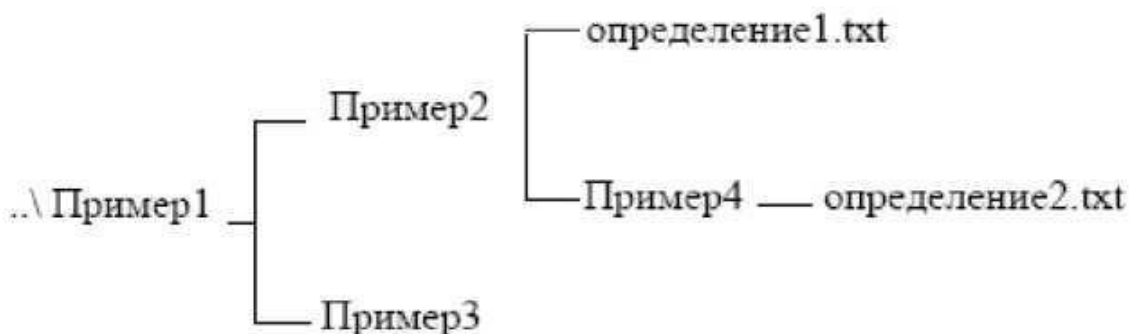 определение1.txt
Пример2
..\ Пример1
Пример4
определение2.txt
Пример3